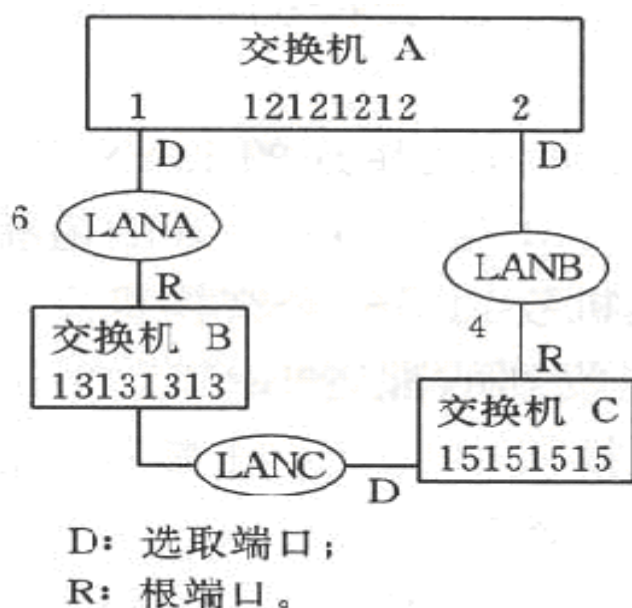 交换机 A
1 12121212 2
D D
6 LANA
LANB
R
4
交换机 B R
13131313
交换机 C
15151515
LANC
D
D: 选取端口；
R: 根端口。